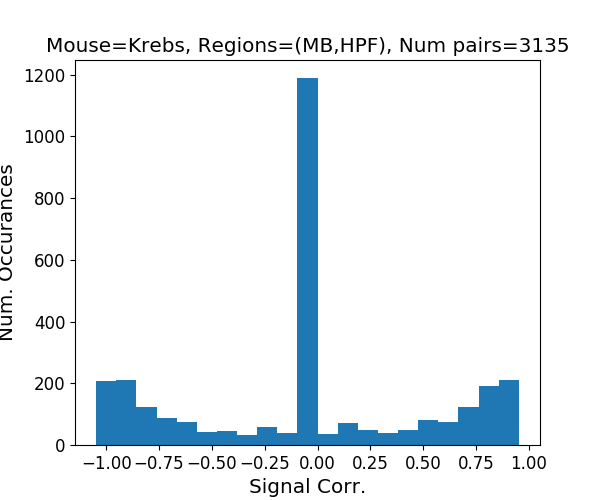 Mouse=Krebs, Regions=(MB,HPF), Num pairs=3135
1200
1000
800
600
400
200
0
Num. Occurances
−1.00 −0.75 −0.50 −0.25 0.00 0.25 0.50 0.75 1.00
Signal Corr.